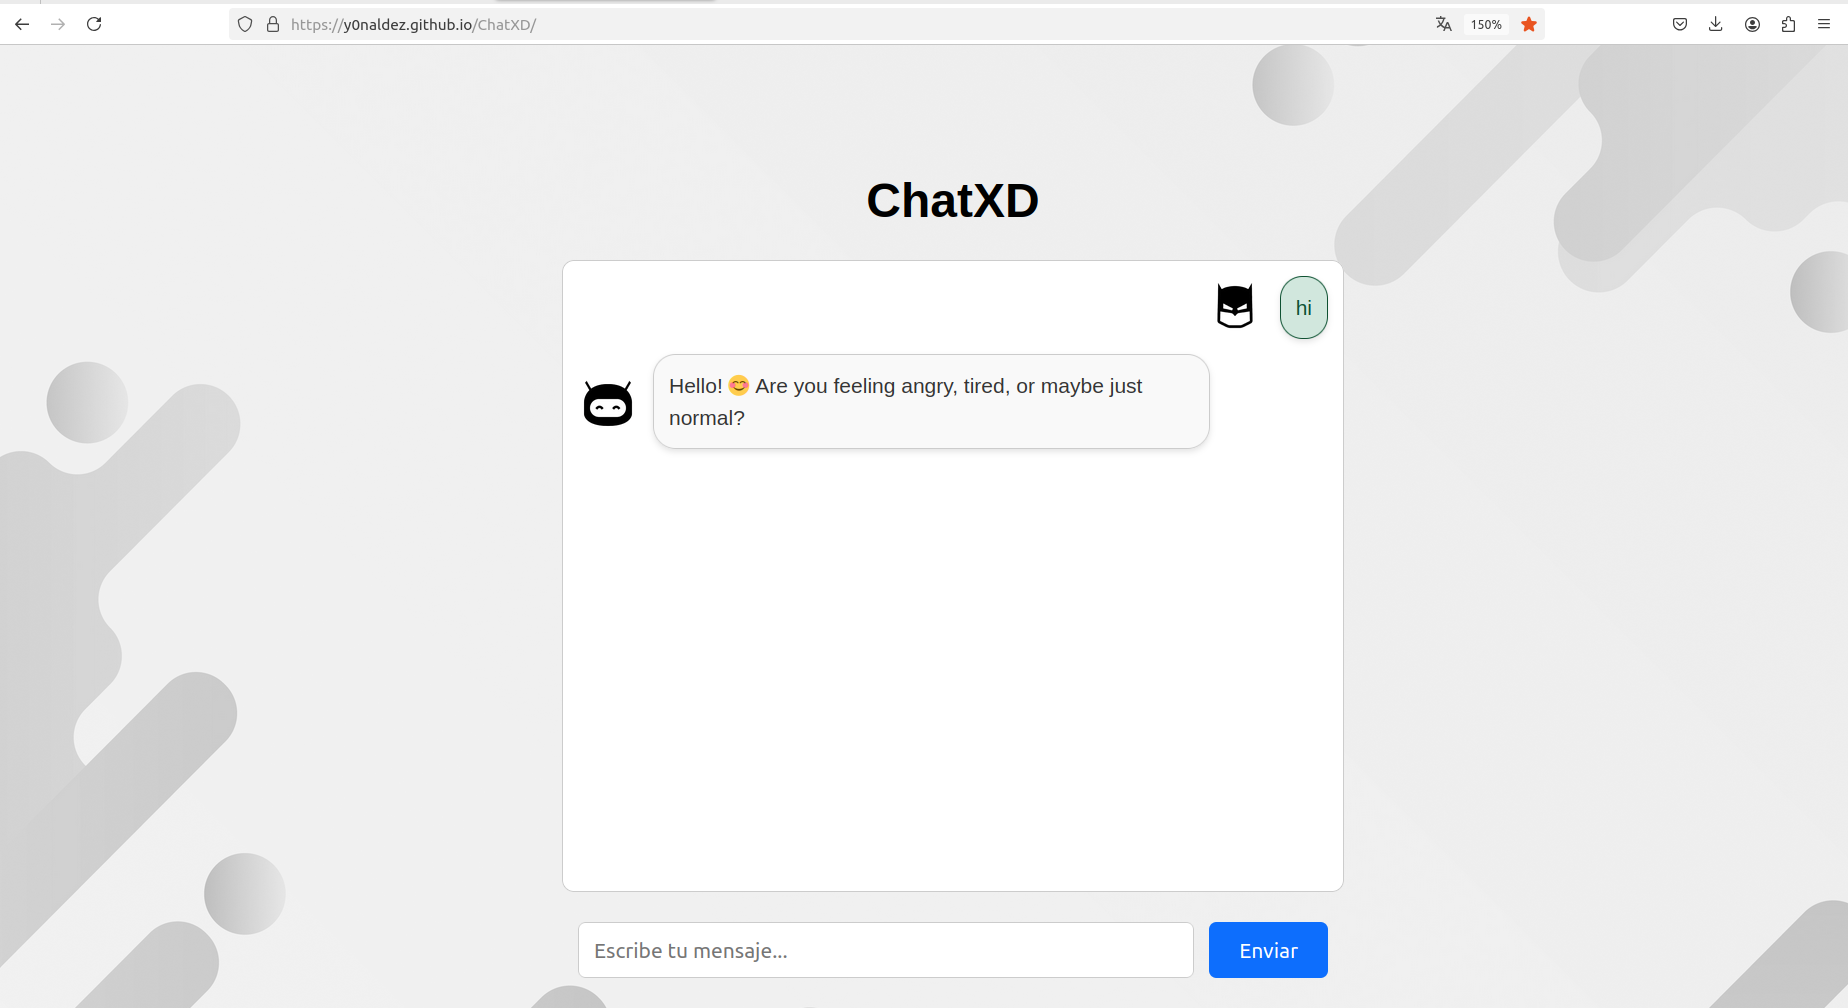 https://y0naldez.github.io/ChatXD/
150%
ChatXD
hi
Hello! 😊 Are you feeling angry, tired, or maybe just
normal?
Escribe tu mensaje...
Enviar